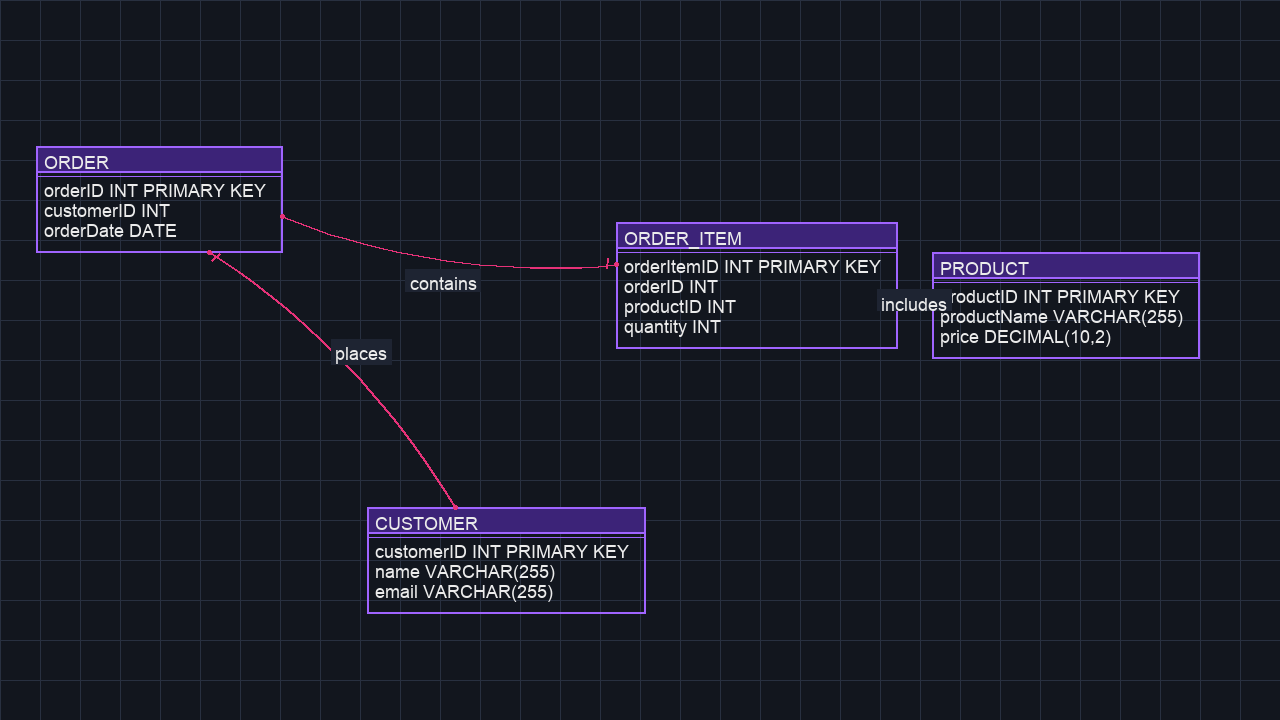 ORDER
orderID INT PRIMARY KEY
customerID INT
orderDate DATE
contains
places
ORDER_ITEM
orderItemID INT PRIMARY KEY
orderID INT
productID INT
quantity INT
includes
PRODUCT
roductID INT PRIMARY KEY
productName VARCHAR(255)
price DECIMAL(10,2)
CUSTOMER
customerID INT PRIMARY KEY
name VARCHAR(255)
email VARCHAR(255)